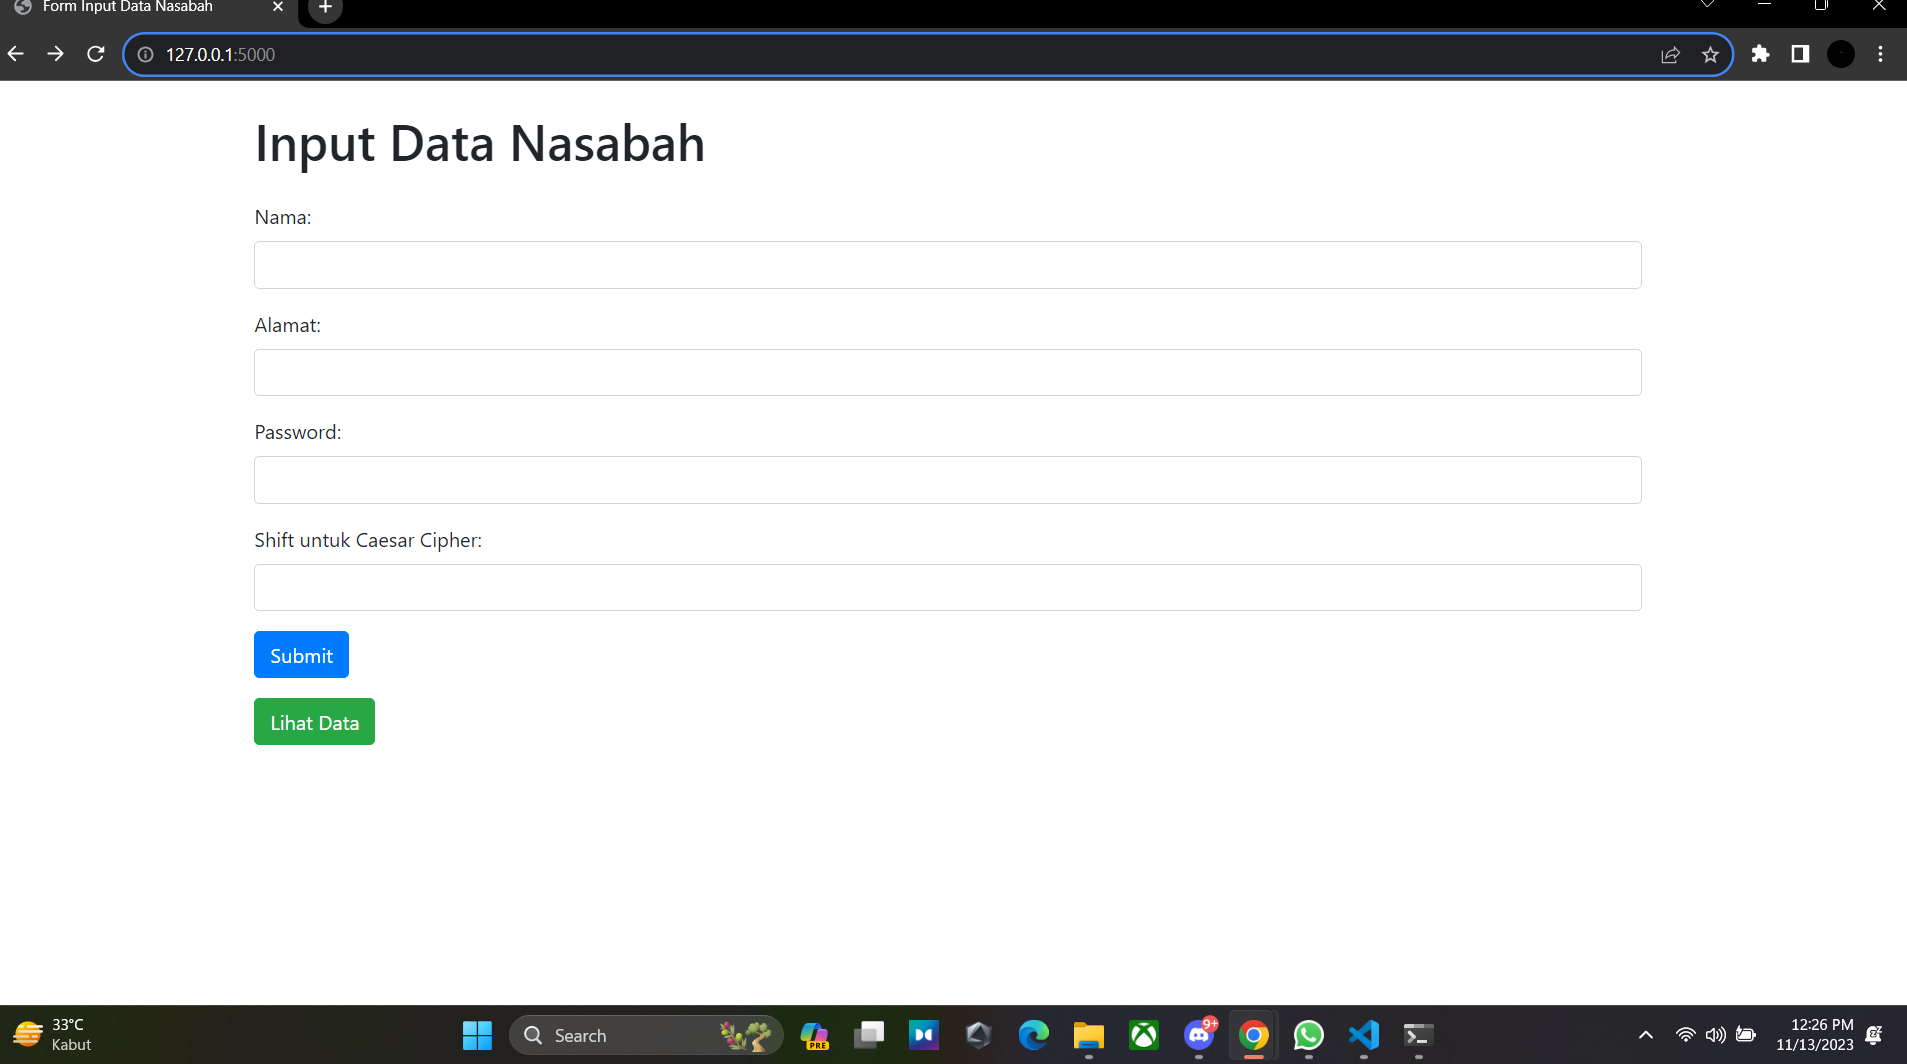 Form Input Data Nasabah
127.0.0.1:5000
Input Data Nasabah
Nama:
Alamat:
Password:
Shift untuk Caesar Cipher:
Submit
Lihat Data
33°C
Kabut
Search
PRE
9+
12:26 PM
11/13/2023